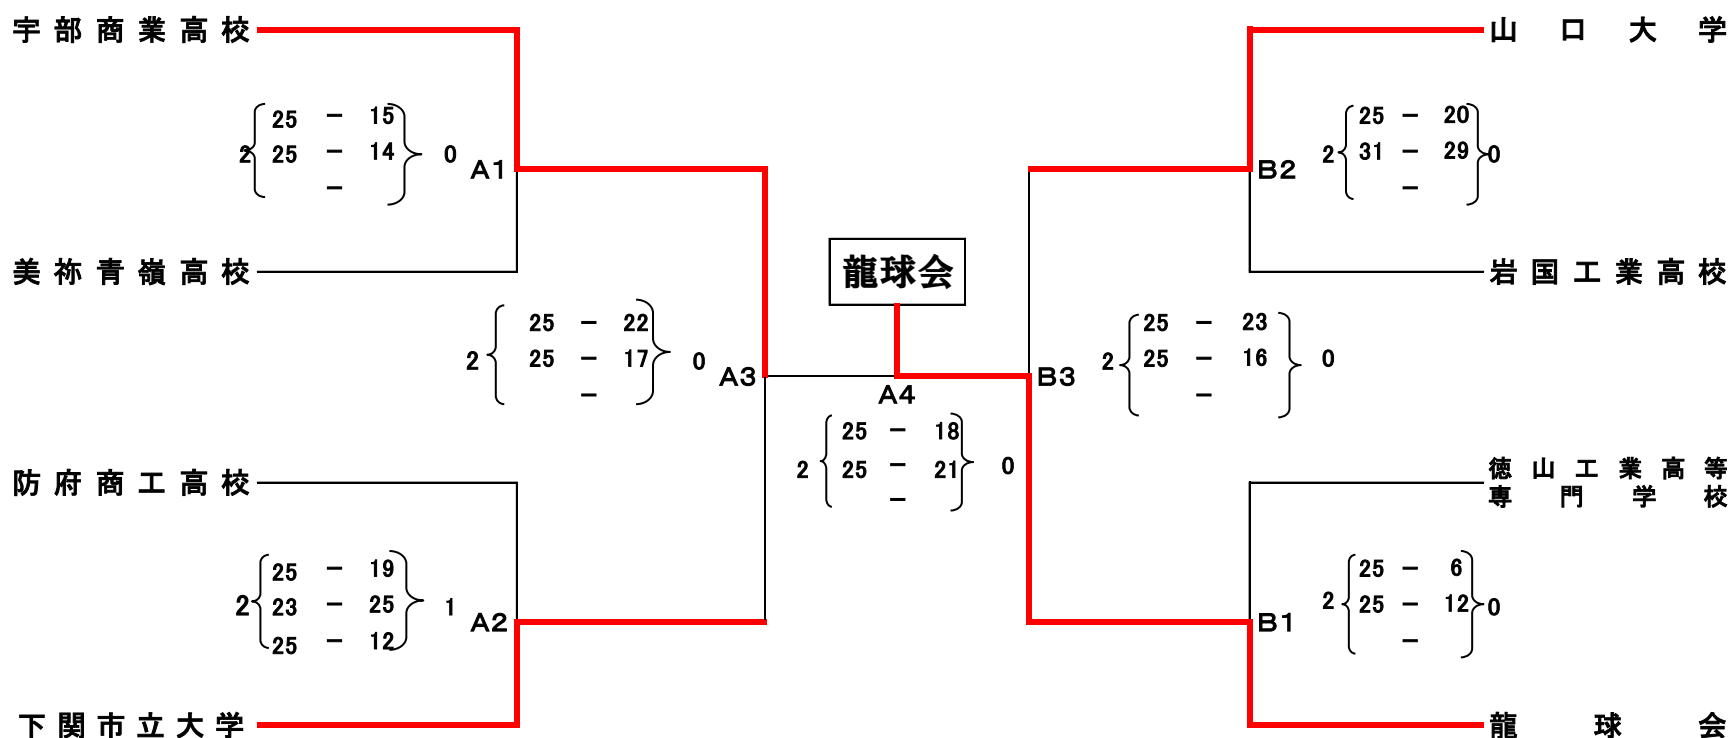 宇部商業高校
山口大学
25 － 15
2 25 － 14 0
－
A1
25 － 20
2 31 － 29 0
－
B2
美祢青嶺高校
龍球会
岩国工業高校
25 － 22
2 25 － 17 0
－
A3
25 － 23
2 25 － 16 0
－
B3
A4
25 － 18
2 25 － 21 0
－
防府商工高校
徳山工業高等
専門学校
25 － 19
2 23 － 25 1
25 － 12
A2
25 － 6
2 25 － 12 0
－
B1
下関市立大学
龍球会